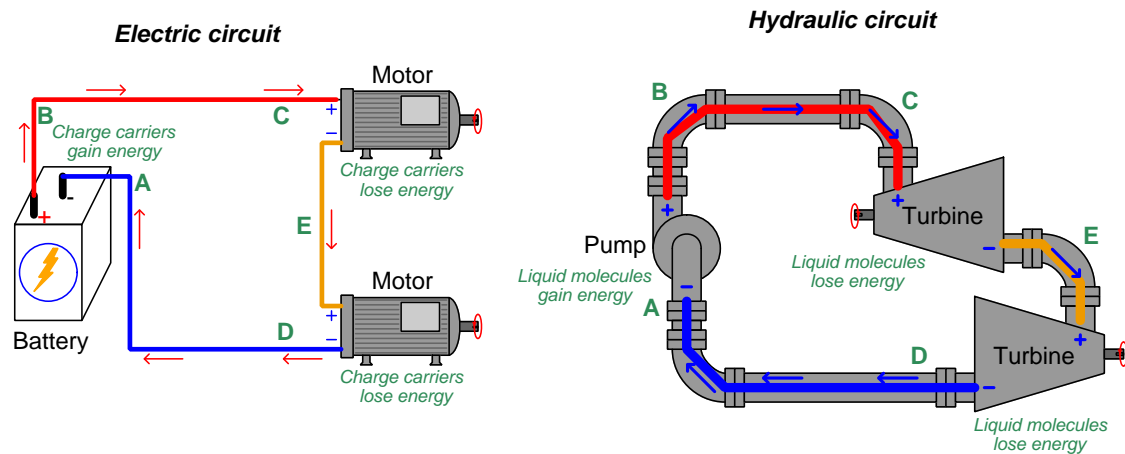 Electric circuit
Motor
B
C
+
−
Charge carriers
gain energy
Charge carriers
lose energy
A
-
+
E
Battery
Motor
+
−
D
Charge carriers
lose energy
Hydraulic circuit
B
C
+
+
Turbine
Pump
−
E
Liquid molecules
gain energy
Liquid molecules
lose energy
−
A
+
D
Turbine
−
Liquid molecules
lose energy